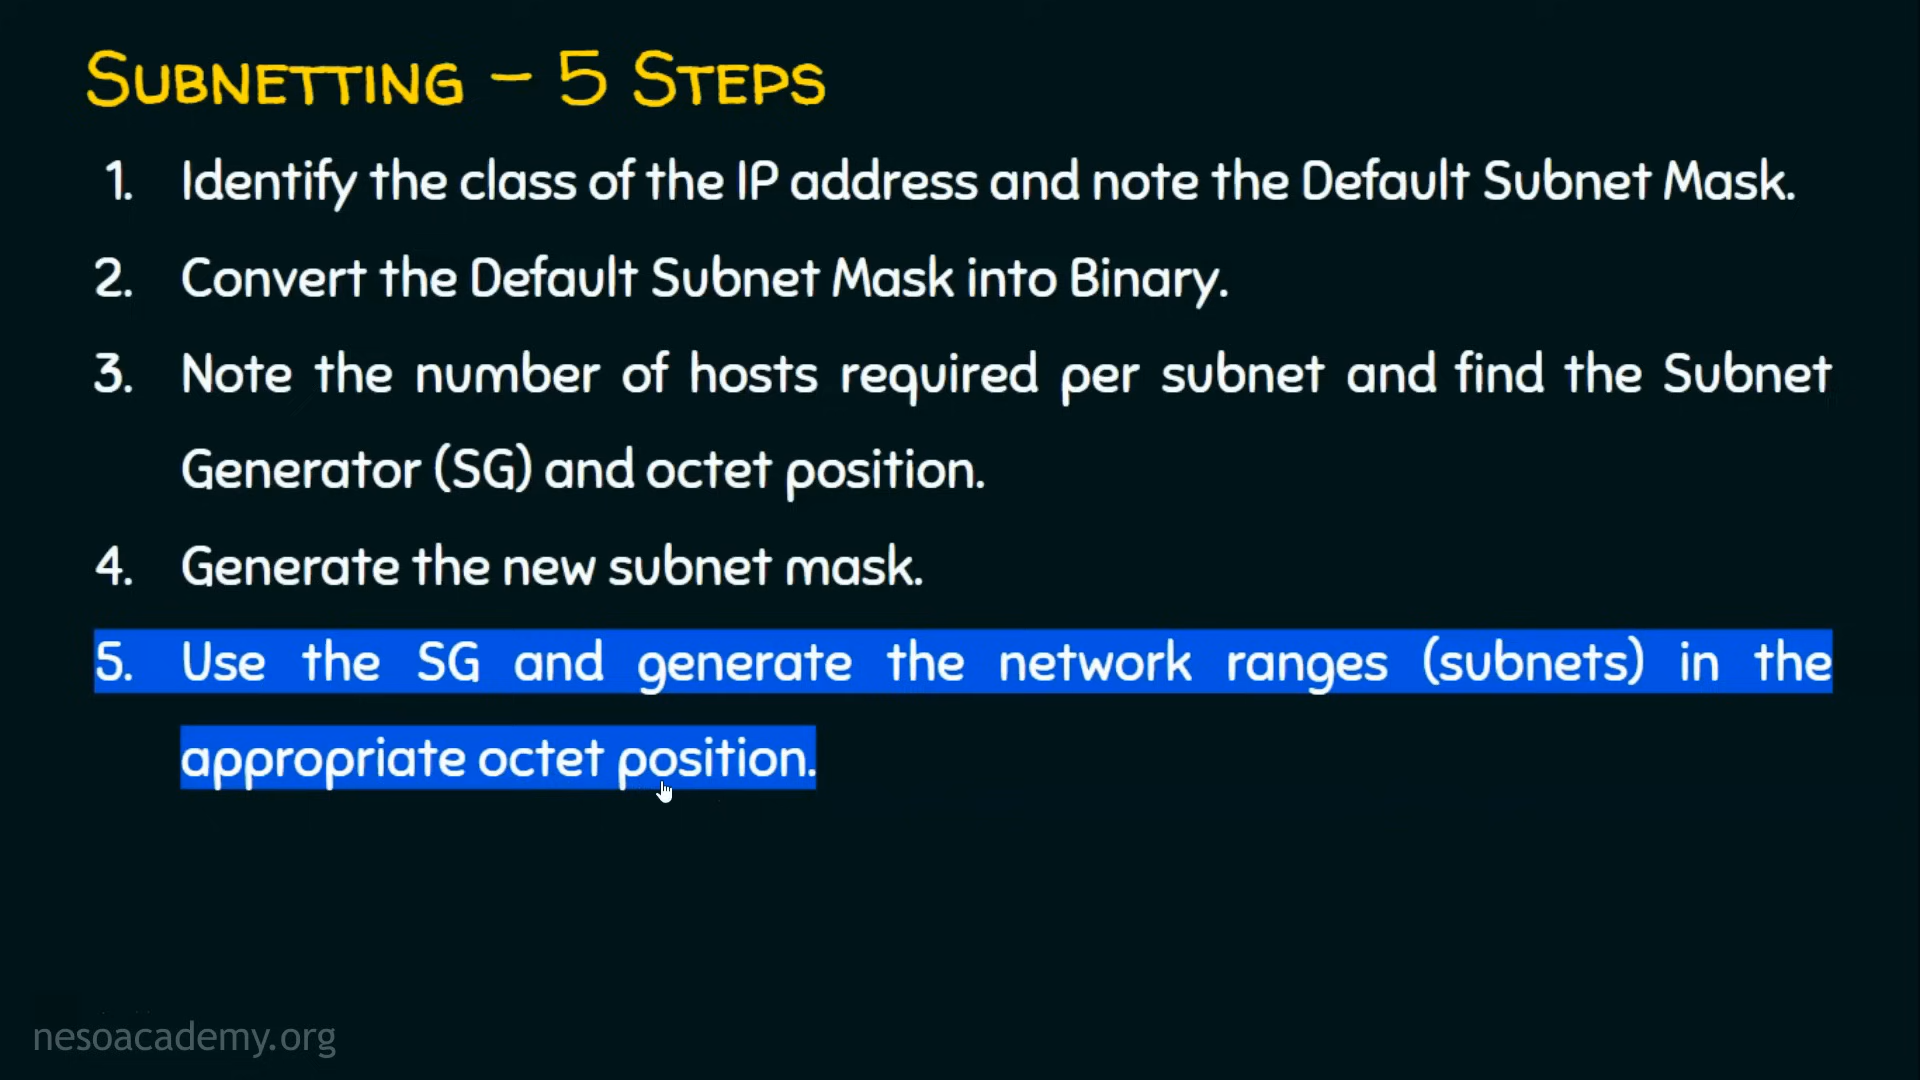 SUBNETTING – 5 STEPS
1. Identify the class of the IP address and note the Default Subnet Mask.
2. Convert the Default Subnet Mask into Binary.
3. Note the number of hosts required per subnet and find the Subnet
Generator (SG) and octet position.
4. Generate the new subnet mask.
5. Use the SG and generate the network ranges (subnets) in the
appropriate octet position.
nesoacademy.org